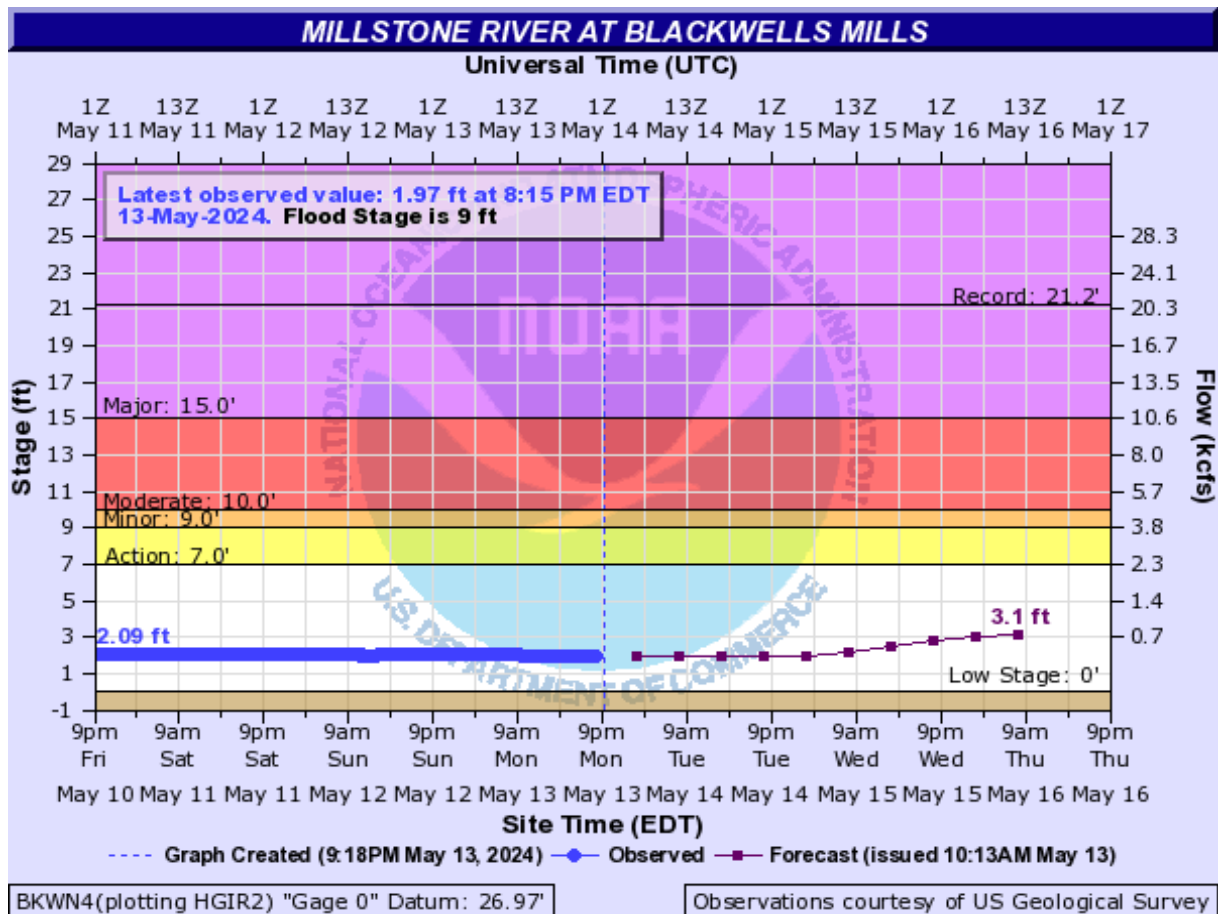 MILLSTONE RIVER AT BLACKWELLS MILLS
Universal Time (UTC)
1Z 13Z 1Z 13Z 1Z 13Z 1Z 13Z 1Z 13Z 1Z 13Z 1Z
May 11 May 11 May 12 May 12 May 13 May 13 May 14 May 14 May 15 May 15 May 16 May 16 May 17
29
27
25 28.3
23 24.1
21 20.3
19 16.7
17 13.5
15 10.6
13 8.0
11 5.7
9 3.8
7 2.3
5 1.4
3 0.7
1
-1
Stage (ft)
Flow (kcfs)
Latest observed value: 1.97 ft at 8:15 PM EDT
13-May-2024. Flood Stage is 9 ft
NATIONAL OCEANIC AND ATMOSPHERIC ADMINISTRATION
NOAA
U.S. DEPARTMENT OF COMMERCE
Record: 21.2'
Major: 15.0'
Moderate: 10.0'
Minor: 9.0'
Action: 7.0'
3.1 ft
2.09 ft
Low Stage: 0'
9pm 9am 9pm 9am 9pm 9am 9pm 9am 9pm 9am 9pm 9am 9pm
Fri Sat Sat Sun Sun Mon Mon Tue Tue Wed Wed Thu Thu
May 10 May 11 May 11 May 12 May 12 May 13 May 13 May 14 May 14 May 15 May 15 May 16 May 16
Site Time (EDT)
Graph Created (9:18PM May 13, 2024) Observed Forecast (issued 10:13AM May 13)
BKWN4(plotting HGIR2) "Gage 0" Datum: 26.97'
Observations courtesy of US Geological Survey